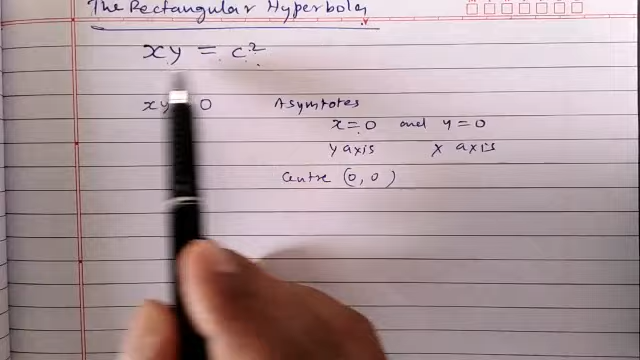 The Rectangular Hyperbola
xy = c²
xy 0 Asymptotes
x=0 and y=0
y axis x axis
Centre (0,0)